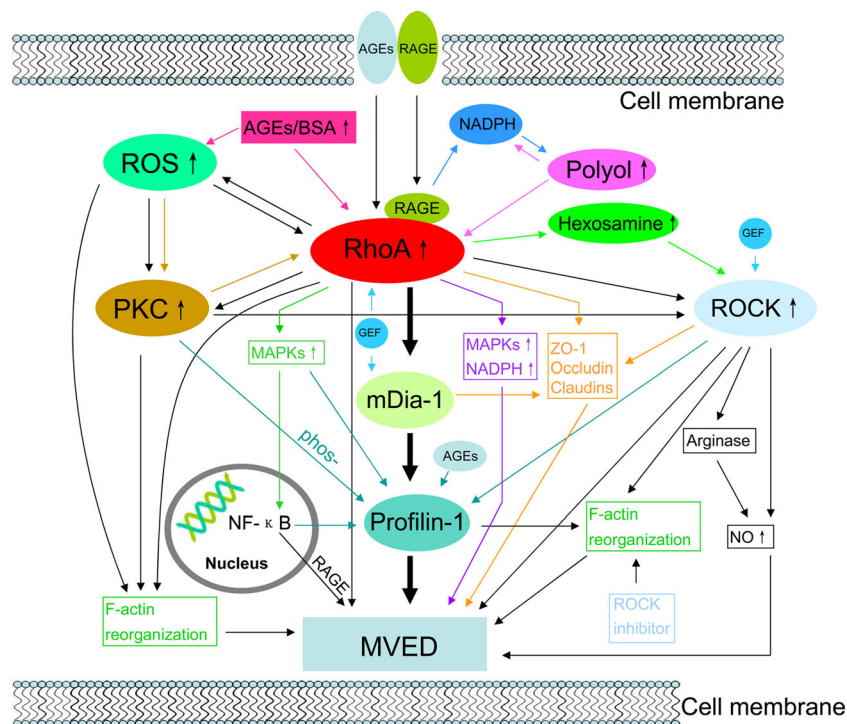 AGEs
RAGE
Cell membrane
AGEs/BSA ↑
NADPH
ROS ↑
Polyol ↑
RAGE
Hexosamine ↑
RhoA ↑
GEF
PKC ↑
ROCK ↑
GEF
MAPKs ↑
MAPKs ↑
NADPH ↑
ZO-1
Occludin
Claudins
mDia-1
phos-
Arginase
AGEs
NF-κB
Profilin-1
F-actin
reorganization
NO ↑
Nucleus
RAGE
F-actin
reorganization
ROCK
inhibitor
MVED
Cell membrane